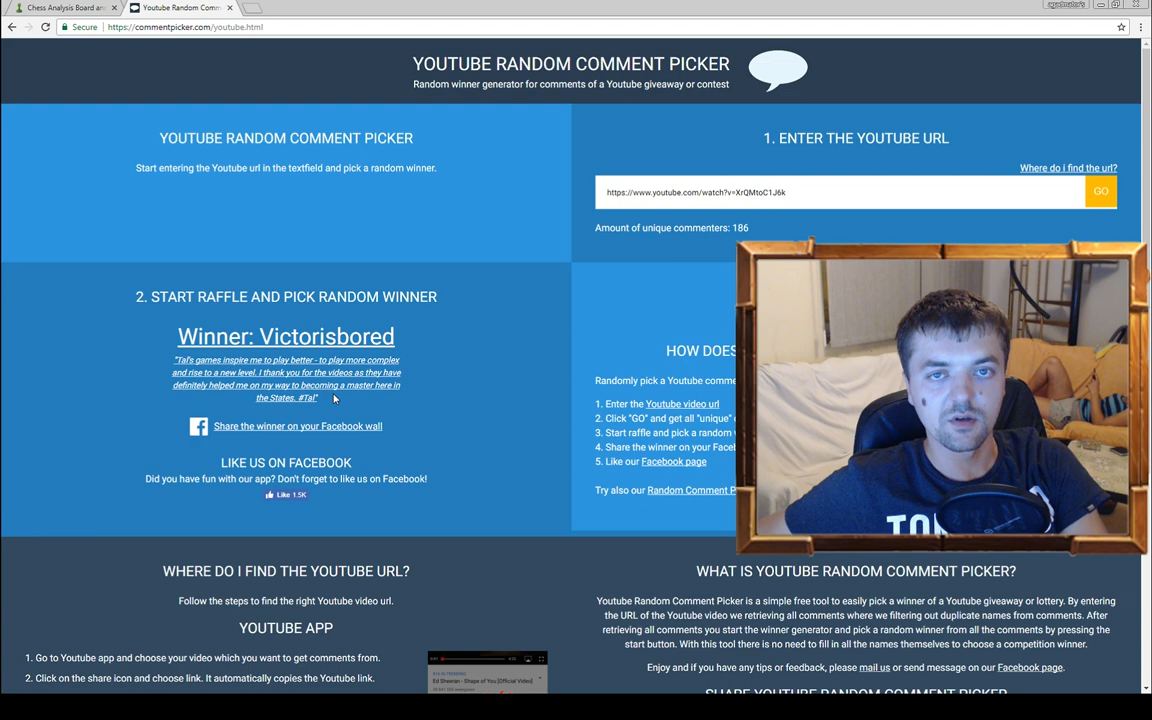 Chess Analysis Board an
Youtube Random Comm
agadmator's
Secure
https://commentpicker.com/youtube.html
YOUTUBE RANDOM COMMENT PICKER
Random winner generator for comments of a Youtube giveaway or contest
YOUTUBE RANDOM COMMENT PICKER
Start entering the Youtube url in the textfield and pick a random winner.
1. ENTER THE YOUTUBE URL
Where do i find the url?
https://www.youtube.com/watch?v=XrQMtoC1J6k
GO
Amount of unique commenters: 186
2. START RAFFLE AND PICK RANDOM WINNER
Winner: Victorisbored
"Tal's games inspire me to play better - to play more complex
and rise to a new level. I thank you for the videos as they have
definitely helped me on my way to becoming a master here in
the States. #Tal"
Share the winner on your Facebook wall
LIKE US ON FACEBOOK
Did you have fun with our app? Don't forget to like us on Facebook!
Like 1.5K
HOW DOES
Randomly pick a Youtube comme
1. Enter the Youtube video url
2. Click "GO" and get all "unique"
3. Start raffle and pick a random
4. Share the winner on your Faceb
5. Like our Facebook page
Try also our Random Comment P
TON
WHERE DO I FIND THE YOUTUBE URL?
Follow the steps to find the right Youtube video url.
YOUTUBE APP
1. Go to Youtube app and choose your video which you want to get comments from.
2. Click on the share icon and choose link. It automatically copies the Youtube link.
Ed Sheeran - Shape of You [Official Video]
WHAT IS YOUTUBE RANDOM COMMENT PICKER?
Youtube Random Comment Picker is a simple free tool to easily pick a winner of a Youtube giveaway or lottery. By entering
the URL of the Youtube video we retrieving all comments where we filtering out duplicate names from comments. After
retrieving all comments you start the winner generator and pick a random winner from all the comments by pressing the
start button. With this tool there is no need to fill in all the names themselves to choose a competition winner.
Enjoy and if you have any tips or feedback, please mail us or send message on our Facebook page.
SHARE YOUTUBE RANDOM COMMENT PICKER